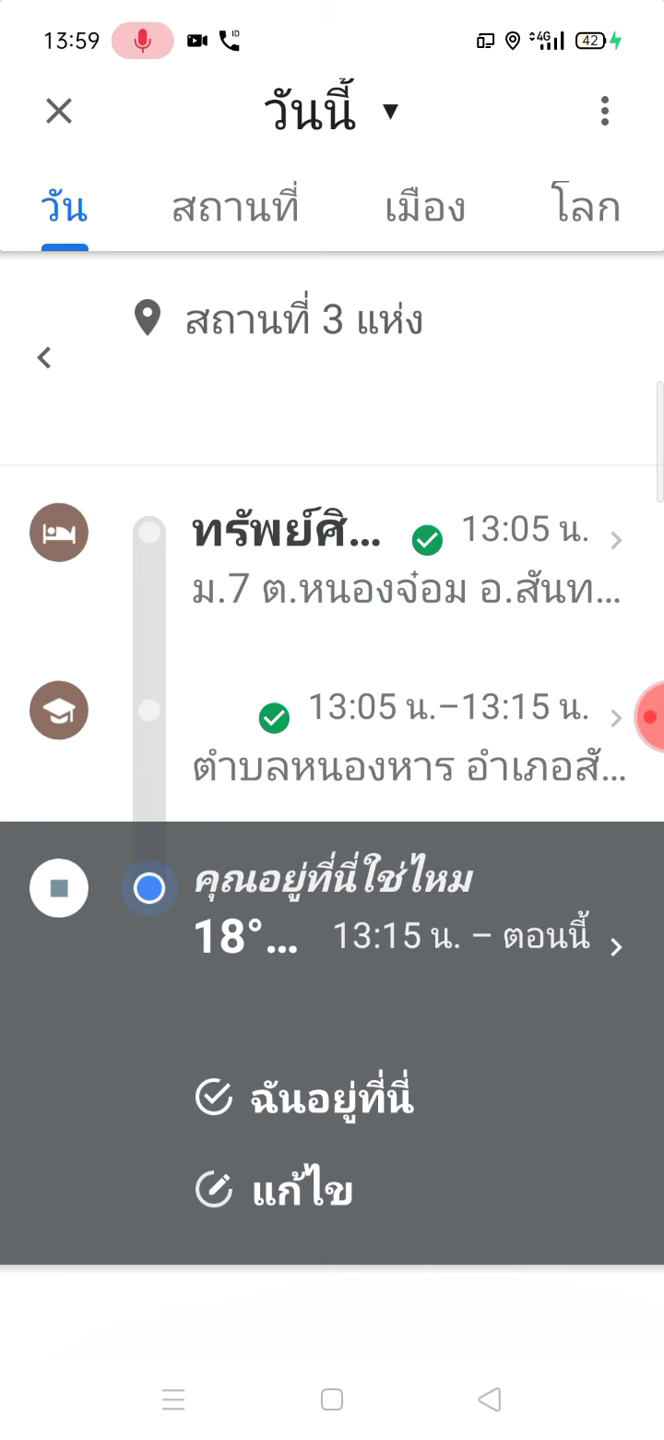 13:59 ID 4G 42
วันนี้
วัน สถานที่ เมือง โลก
สถานที่ 3 แห่ง
ทรัพย์ศิ... 13:05 น.
ม.7 ต.หนองจ๋อม อ.สันท...
13:05 น.–13:15 น.
ตำบลหนองหาร อำเภอสั...
คุณอยู่ที่นี่ใช่ไหม
18°... 13:15 น. – ตอนนี้
ฉันอยู่ที่นี่
แก้ไข